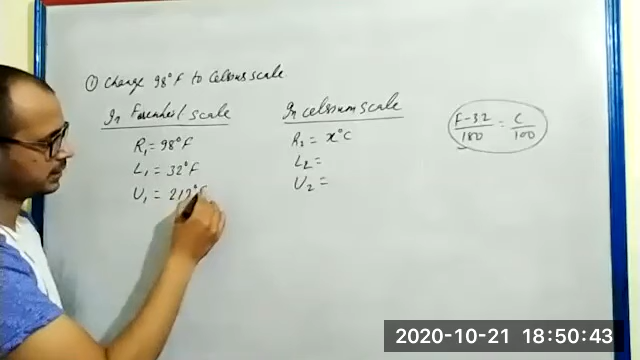 ① Change 98°F to Celsius scale
In Farenheit scale
R₁ = 98°F
L₁ = 32°F
U₁ = 212°F
In celsium scale
R₂ = x°C
L₂ =
U₂ =
F-32/180 = C/100
2020-10-21 18:50:43